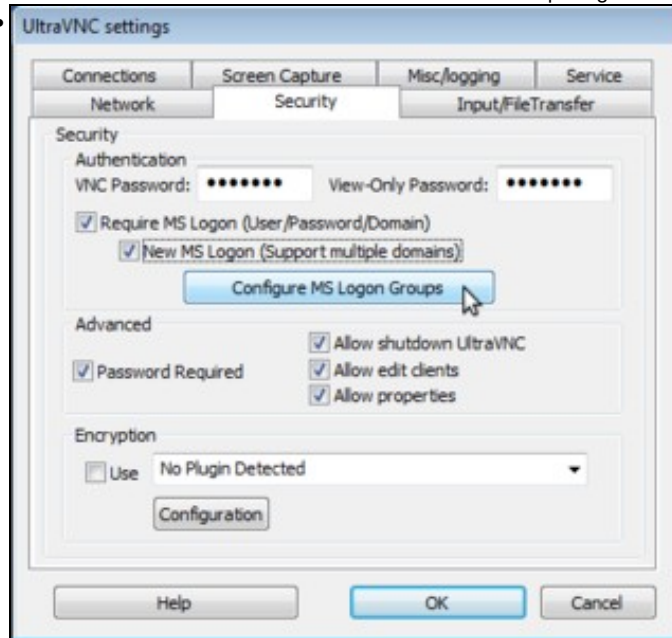 UltraVNC settings
Connections Screen Capture Misc/logging Service
Network Security Input/FileTransfer
Security
Authentication
VNC Password: ••••••• View-Only Password: •••••••
Require MS Logon (User/Password/Domain)
New MS Logon (Support multiple domains)
Configure MS Logon Groups
Advanced
Allow shutdown UltraVNC
Password Required Allow edit clients
Allow properties
Encryption
Use No Plugin Detected
Configuration
Help OK Cancel